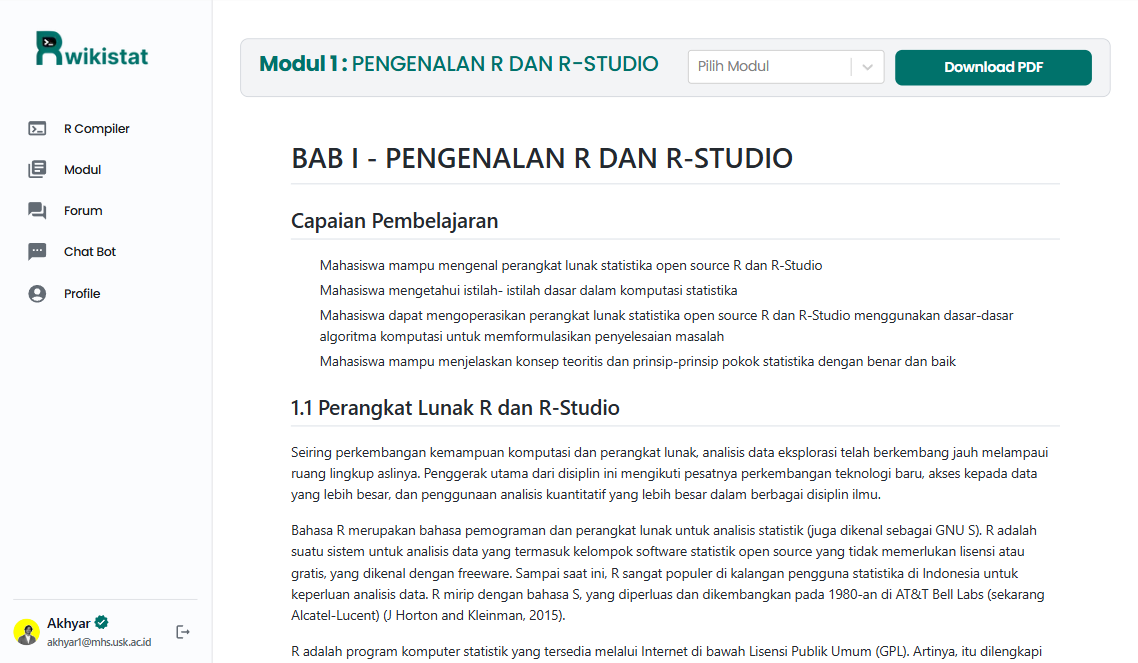 Rwikistat
R Compiler
Modul
Forum
Chat Bot
Profile
Akhyar
akhyar1@mhs.usk.ac.id
Modul 1 : PENGENALAN R DAN R-STUDIO
Pilih Modul
Download PDF
BAB I - PENGENALAN R DAN R-STUDIO
Capaian Pembelajaran
Mahasiswa mampu mengenal perangkat lunak statistika open source R dan R-Studio
Mahasiswa mengetahui istilah- istilah dasar dalam komputasi statistika
Mahasiswa dapat mengoperasikan perangkat lunak statistika open source R dan R-Studio menggunakan dasar-dasar
algoritma komputasi untuk memformulasikan penyelesaian masalah
Mahasiswa mampu menjelaskan konsep teoritis dan prinsip-prinsip pokok statistika dengan benar dan baik
1.1 Perangkat Lunak R dan R-Studio
Seiring perkembangan kemampuan komputasi dan perangkat lunak, analisis data eksplorasi telah berkembang jauh melampaui
ruang lingkup aslinya. Penggerak utama dari disiplin ini mengikuti pesatnya perkembangan teknologi baru, akses kepada data
yang lebih besar, dan penggunaan analisis kuantitatif yang lebih besar dalam berbagai disiplin ilmu.
Bahasa R merupakan bahasa pemograman dan perangkat lunak untuk analisis statistik (juga dikenal sebagai GNU S). R adalah
suatu sistem untuk analisis data yang termasuk kelompok software statistik open source yang tidak memerlukan lisensi atau
gratis, yang dikenal dengan freeware. Sampai saat ini, R sangat populer di kalangan pengguna statistika di Indonesia untuk
keperluan analisis data. R mirip dengan bahasa S, yang diperluas dan dikembangkan pada 1980-an di AT&T Bell Labs (sekarang
Alcatel-Lucent) (J Horton and Kleinman, 2015).
R adalah program komputer statistik yang tersedia melalui Internet di bawah Lisensi Publik Umum (GPL). Artinya, itu dilengkapi